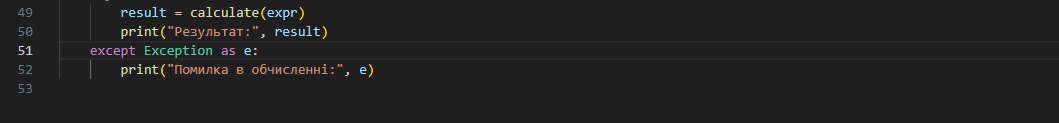 49 result = calculate(expr)
50 print("Результат:", result)
51 except Exception as e:
52 print("Помилка в обчисленні:", e)
53